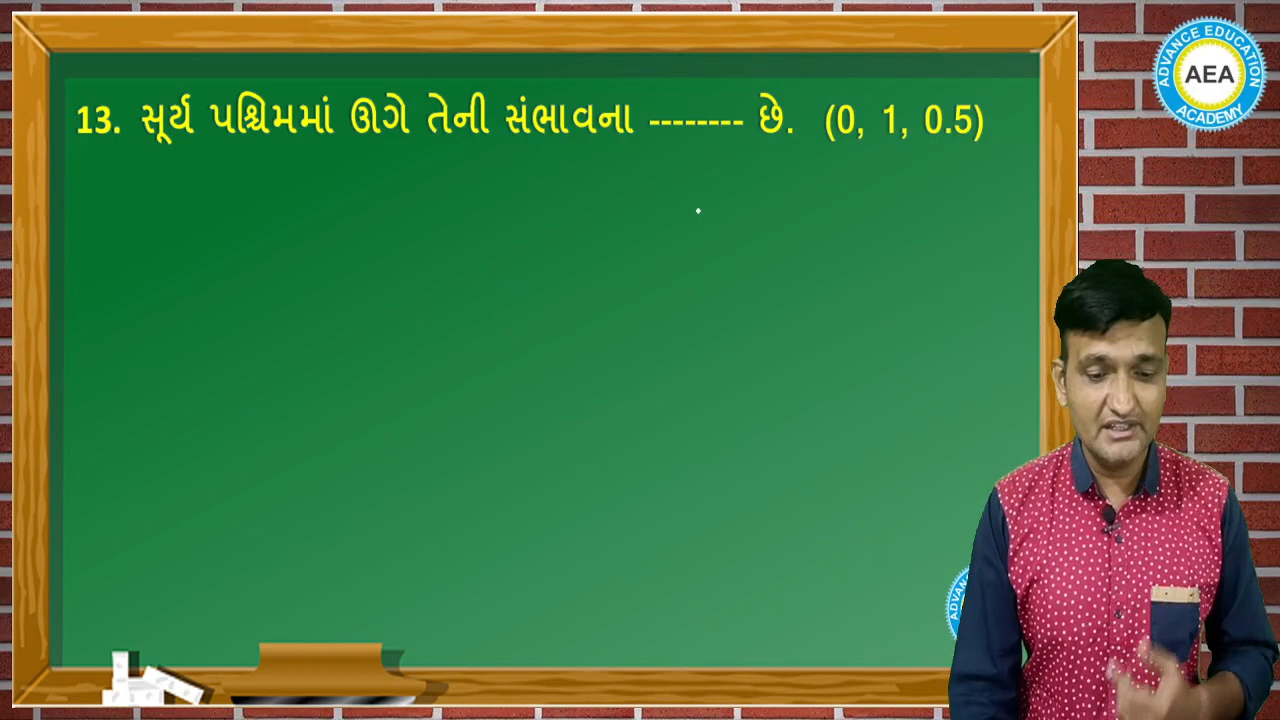 13. સૂર્ય પશ્ચિમમાં ઊગે તેની સંભાવના -------- છે. (0, 1, 0.5)
ADVANCE EDUCATION
AEA
ACADEMY